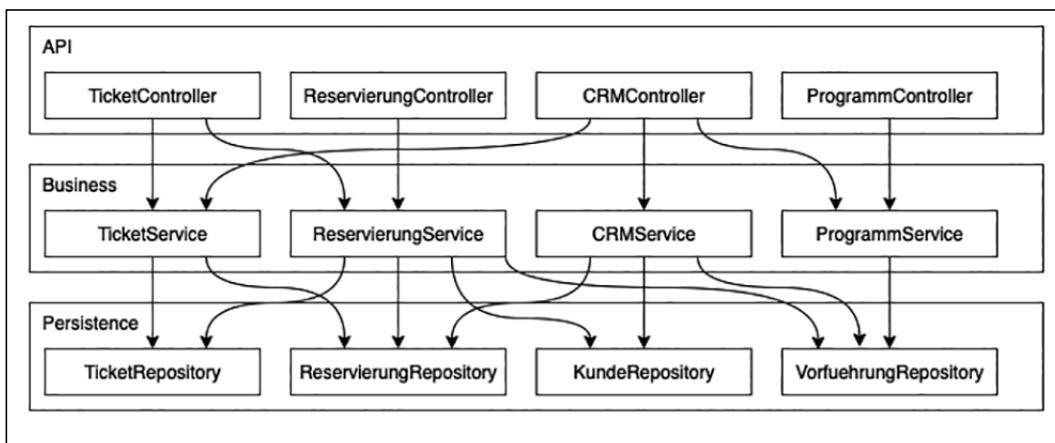 API
TicketController
ReservierungController
CRMController
ProgrammController
Business
TicketService
ReservierungService
CRMService
ProgrammService
Persistence
TicketRepository
ReservierungRepository
KundeRepository
VorfuehrungRepository